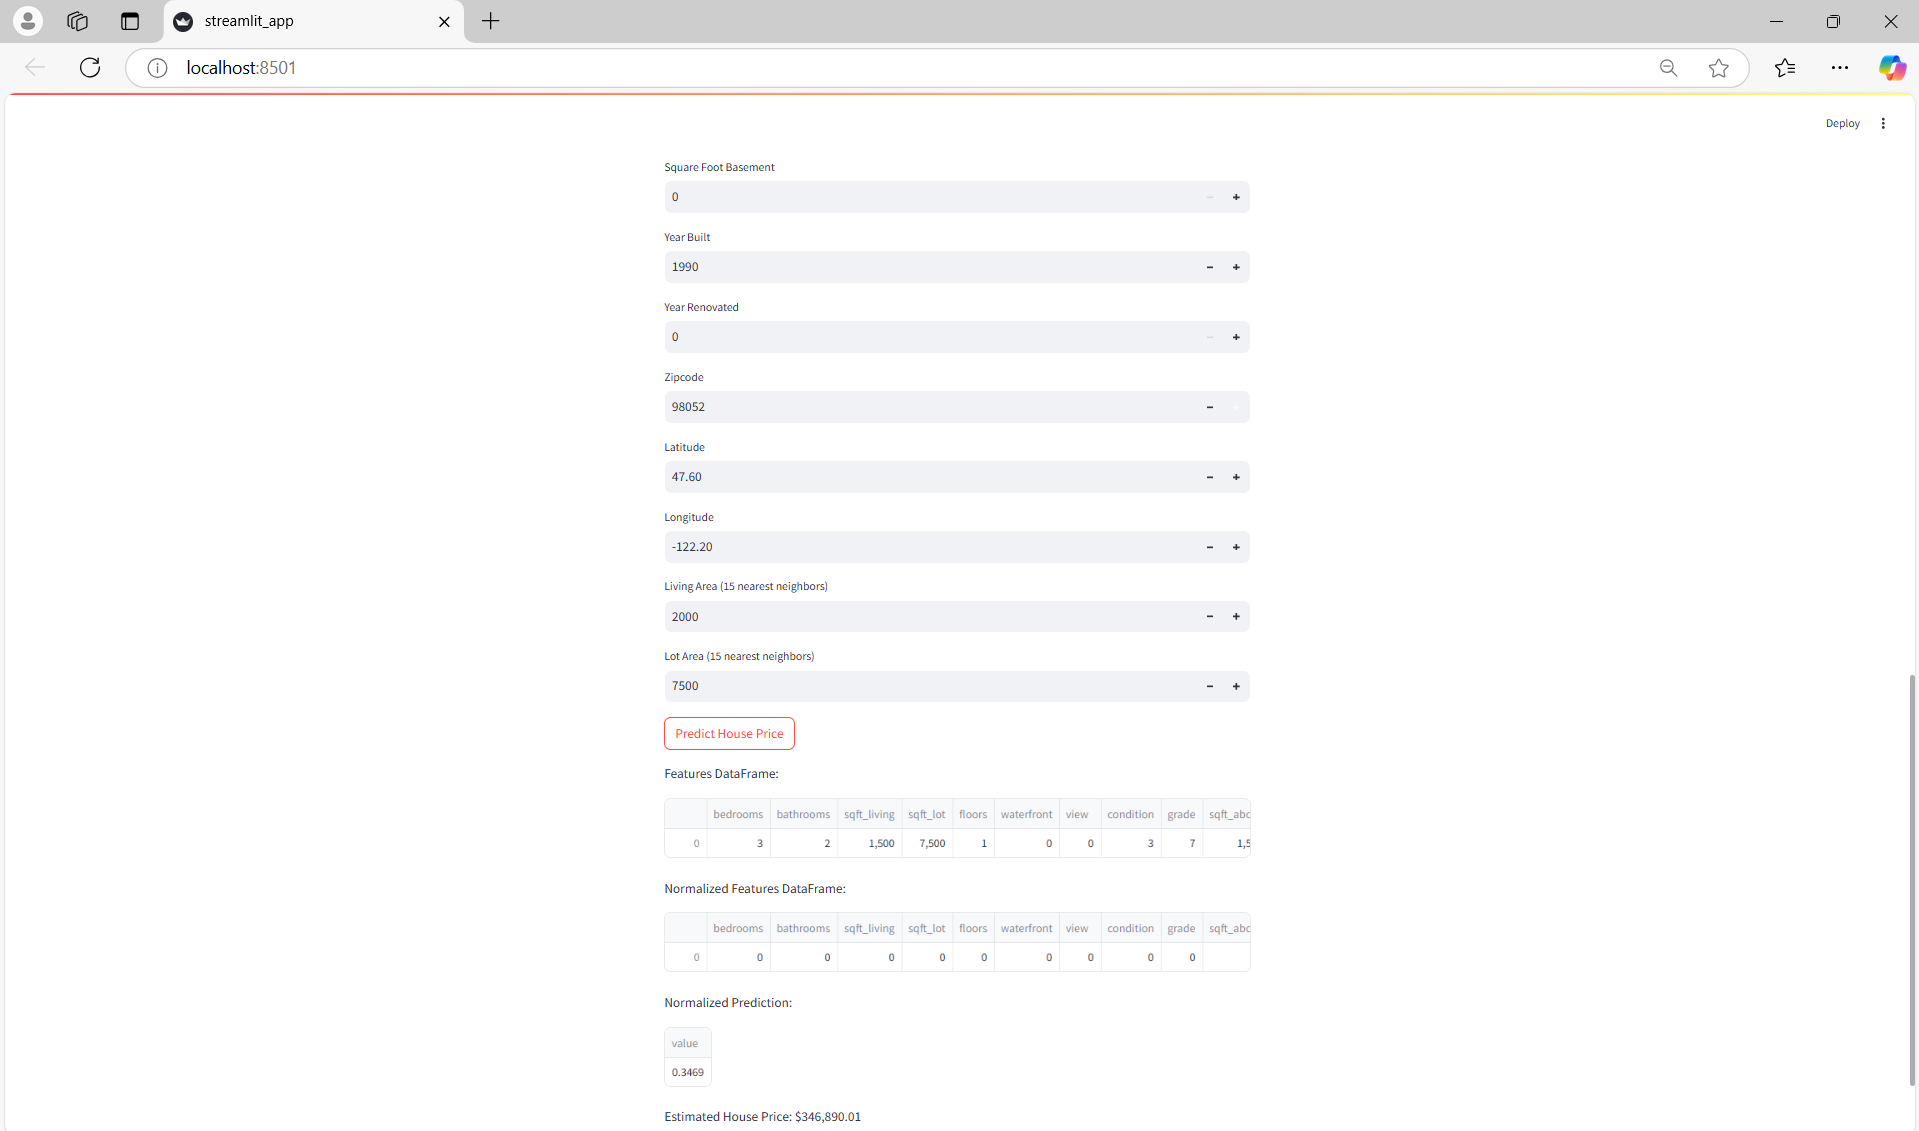 streamlit_app
localhost:8501
Deploy
Square Foot Basement
0
Year Built
1990
Year Renovated
0
Zipcode
98052
Latitude
47.60
Longitude
-122.20
Living Area (15 nearest neighbors)
2000
Lot Area (15 nearest neighbors)
7500
Predict House Price
Features DataFrame:
bedrooms bathrooms sqft_living sqft_lot floors waterfront view condition grade sqft_abo
0 3 2 1,500 7,500 1 0 0 3 7 1,5
Normalized Features DataFrame:
bedrooms bathrooms sqft_living sqft_lot floors waterfront view condition grade sqft_abo
0 0 0 0 0 0 0 0 0 0
Normalized Prediction:
value
0.3469
Estimated House Price: $346,890.01